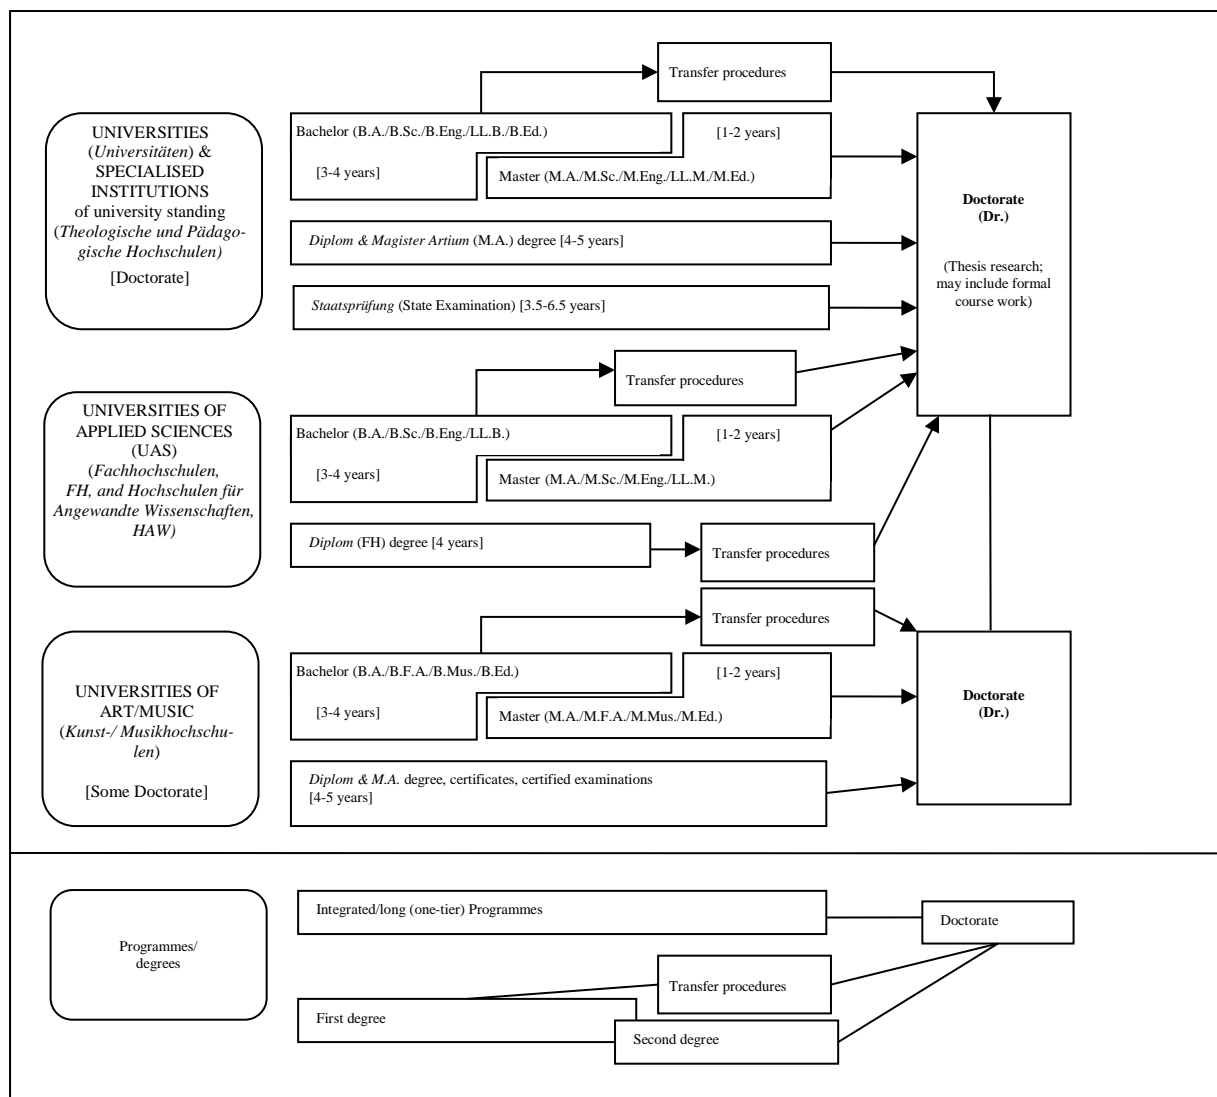 Transfer procedures
UNIVERSITIES
(Universitäten) &
SPECIALISED
INSTITUTIONS
of university standing
(Theologische und Pädago-
gische Hochschulen)
[Doctorate]
Bachelor (B.A./B.Sc./B.Eng./LL.B./B.Ed.)
[3-4 years]
[1-2 years]
Master (M.A./M.Sc./M.Eng./LL.M./M.Ed.)
Diplom & Magister Artium (M.A.) degree [4-5 years]
Staatsprüfung (State Examination) [3.5-6.5 years]
Doctorate
(Dr.)
(Thesis research;
may include formal
course work)
Transfer procedures
UNIVERSITIES OF
APPLIED SCIENCES
(UAS)
(Fachhochschulen,
FH, and Hochschulen für
Angewandte Wissenschaften,
HAW)
Bachelor (B.A./B.Sc./B.Eng./LL.B.)
[3-4 years]
[1-2 years]
Master (M.A./M.Sc./M.Eng./LL.M.)
Diplom (FH) degree [4 years]
Transfer procedures
Transfer procedures
UNIVERSITIES OF
ART/MUSIC
(Kunst-/ Musikhochschu-
len)
[Some Doctorate]
Bachelor (B.A./B.F.A./B.Mus./B.Ed.)
[3-4 years]
[1-2 years]
Master (M.A./M.F.A./M.Mus./M.Ed.)
Diplom & M.A. degree, certificates, certified examinations
[4-5 years]
Doctorate
(Dr.)
Programmes/
degrees
Integrated/long (one-tier) Programmes
Doctorate
Transfer procedures
First degree
Second degree